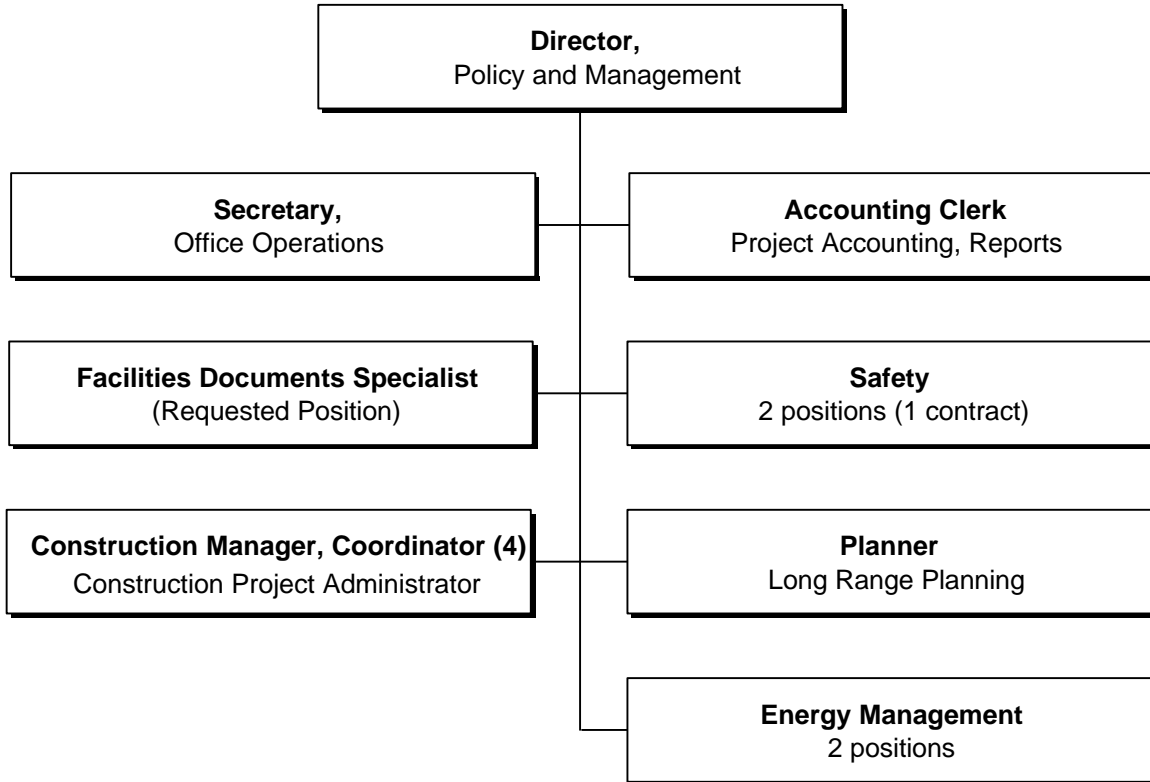 Director,
Policy and Management
Secretary,
Office Operations
Accounting Clerk
Project Accounting, Reports
Facilities Documents Specialist
(Requested Position)
Safety
2 positions (1 contract)
Construction Manager, Coordinator (4)
Construction Project Administrator
Planner
Long Range Planning
Energy Management
2 positions